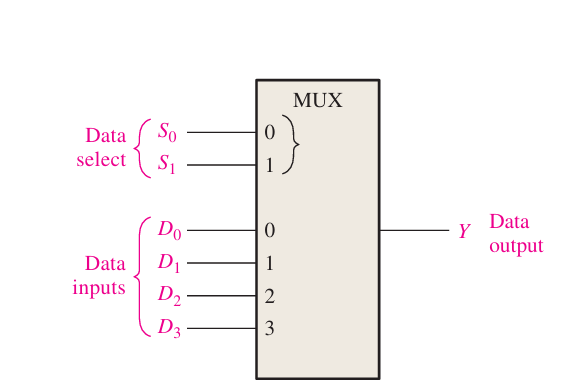 MUX
Data
select
S0
S1
0
1
Data
inputs
D0
D1
D2
D3
0
1
2
3
Y
Data
output